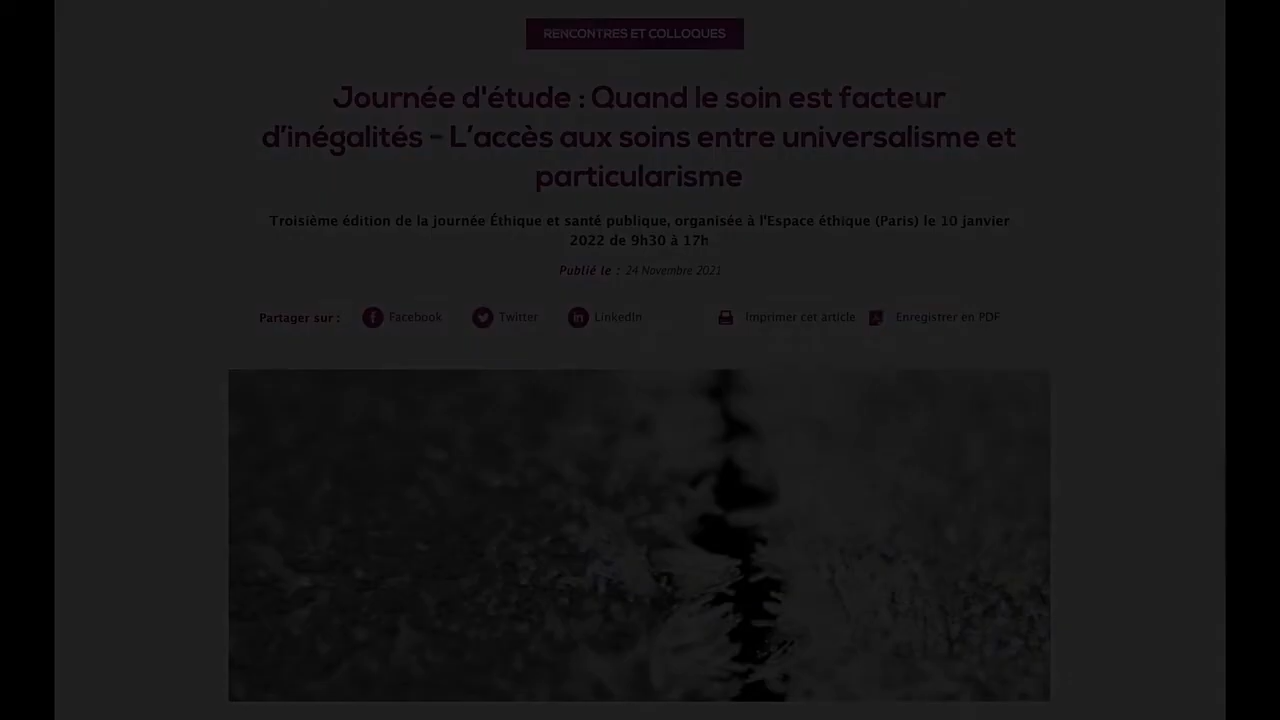 RENCONTRES ET COLLOQUES
Journée d'étude : Quand le soin est facteur
d’inégalités – L’accès aux soins entre universalisme et
particularisme
Troisième édition de la journée Éthique et santé publique, organisée à l'Espace éthique (Paris) le 10 janvier
2022 de 9h30 à 17h
Publié le : 24 Novembre 2021
Partager sur : Facebook Twitter LinkedIn Imprimer cet article Enregistrer en PDF